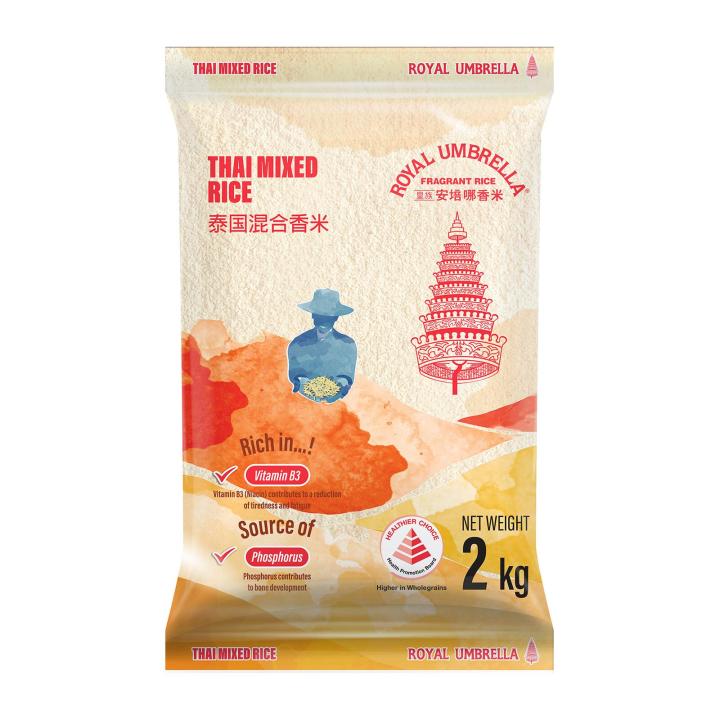 THAI MIXED RICE
ROYAL UMBRELLA
THAI MIXED
RICE
泰国混合香米
ROYAL UMBRELLA®
FRAGRANT RICE
皇族 安培哪香米
Rich in...!
Vitamin B3
Vitamin B3 (Niacin) contributes to a reduction
of tiredness and fatigue
Source of
Phosphorus
Phosphorus contributes
to bone development
HEALTHIER CHOICE
Health Promotion Board
Higher in Wholegrains
NET WEIGHT
2 kg
THAI MIXED RICE
ROYAL UMBRELLA